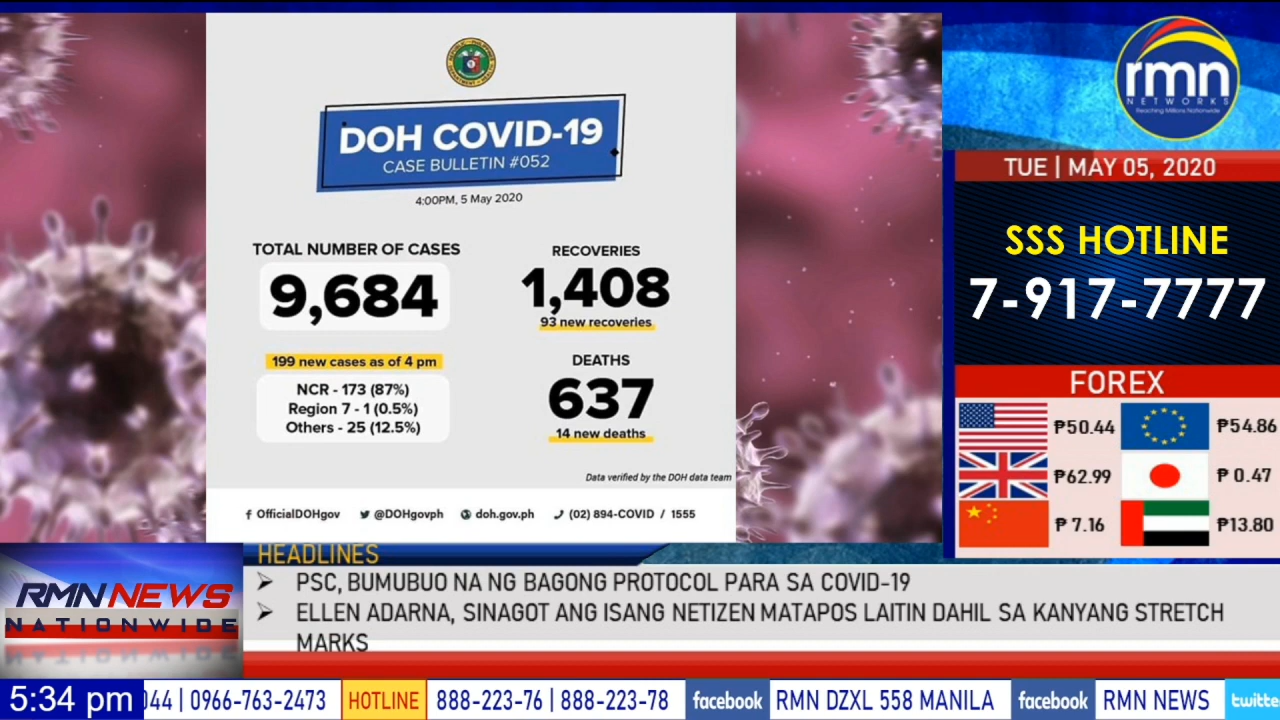 DOH COVID-19
CASE BULLETIN #052
4:00PM, 5 May 2020
TOTAL NUMBER OF CASES
9,684
199 new cases as of 4 pm
NCR - 173 (87%)
Region 7 - 1 (0.5%)
Others - 25 (12.5%)
RECOVERIES
1,408
93 new recoveries
DEATHS
637
14 new deaths
Data verified by the DOH data team
OfficialDOHgov @DOHgovph doh.gov.ph (02) 894-COVID / 1555
rmn
NETWORKS
Reaching Millions Nationwide
TUE | MAY 05, 2020
SSS HOTLINE
7-917-7777
FOREX
₱50.44 ₱54.86
₱62.99 ₱ 0.47
₱ 7.16 ₱13.80
RMN NEWS
NATIONWIDE
HEADLINES
PSC, BUMUBUO NA NG BAGONG PROTOCOL PARA SA COVID-19
ELLEN ADARNA, SINAGOT ANG ISANG NETIZEN MATAPOS LAITIN DAHIL SA KANYANG STRETCH
MARKS
5:34 pm 044 | 0966-763-2473 HOTLINE 888-223-76 | 888-223-78 facebook RMN DZXL 558 MANILA facebook RMN NEWS twitte